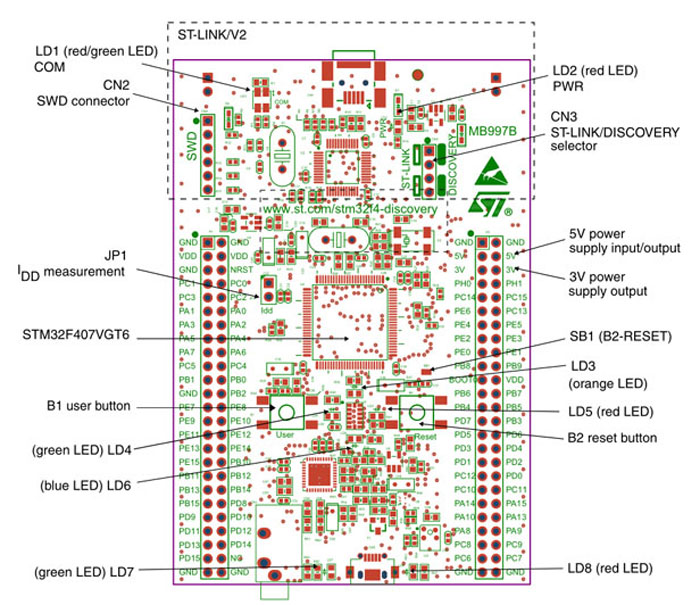 ST-LINK/V2
LD1 (red/green LED)
COM
CN2
SWD connector
LD2 (red LED)
PWR
CN3
ST-LINK/DISCOVERY
selector
COM
PWR
MB997B
SWD
ST-LINK
DISCOVERY
ST ®
www.st.com/stm32f4-discovery
5V power
supply input/output
3V power
supply output
JP1
IDD measurement
Idd
STM32F407VGT6
SB1 (B2-RESET)
LD3
(orange LED)
B1 user button
LD5 (red LED)
User
Reset
B2 reset button
(green LED) LD4
(blue LED) LD6
(green LED) LD7
LD8 (red LED)
GND GND GND GND
VDD VDD 5V 5V
GND NRST 3V 3V
PC1 PC0 PH0 PH1
PC3 PC2 PC14 PC15
PA1 PA0 PE6 PC13
PA3 PA2 PE4 PE5
PA5 PA4 PE2 PE3
PA7 PA6 PE0 PE1
PC5 PC4 PB8 PB9
PB1 PB0 BOOT0 VDD
GND PB2 PB6 PB7
PE7 PE8 PB4 PB5
PE9 PE10 PD7 PB3
PE11 PE12 PD5 PD6
PE13 PE14 PD3 PD4
PE15 PB10 PD1 PD2
PB11 PB12 PC12 PD0
PB13 PB14 PC10 PC11
PB15 PD8 PA14 PA15
PD9 PD10 PA10 PA13
PD11 PD12 PA8 PA9
PD13 PD14 PC8 PC9
PD15 NC PC6 PC7
GND GND GND GND